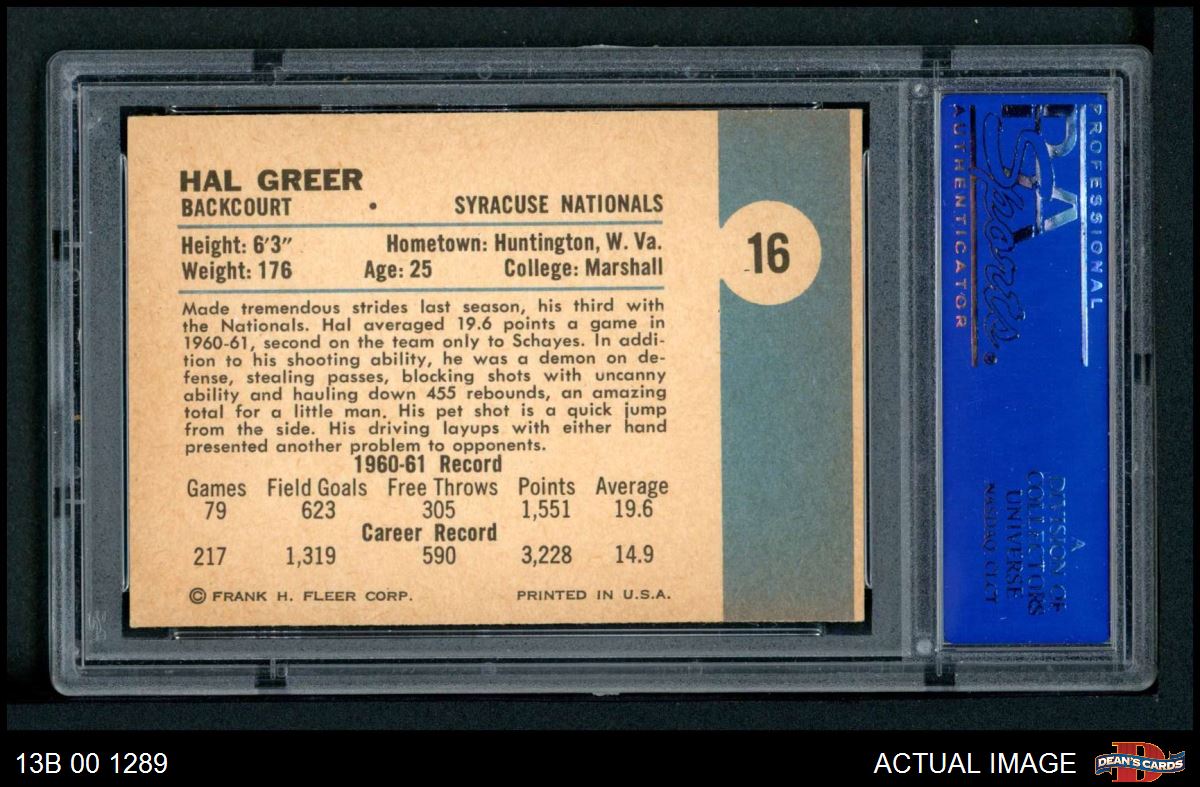 HAL GREER
BACKCOURT • SYRACUSE NATIONALS
Height: 6'3" Hometown: Huntington, W. Va.
Weight: 176 Age: 25 College: Marshall
Made tremendous strides last season, his third with
the Nationals. Hal averaged 19.6 points a game in
1960-61, second on the team only to Schayes. In addi-
tion to his shooting ability, he was a demon on de-
fense, stealing passes, blocking shots with uncanny
ability and hauling down 455 rebounds, an amazing
total for a little man. His pet shot is a quick jump
from the side. His driving layups with either hand
presented another problem to opponents.
1960-61 Record
Games Field Goals Free Throws Points Average
79 623 305 1,551 19.6
Career Record
217 1,319 590 3,228 14.9
© FRANK H. FLEER CORP. PRINTED IN U.S.A.
16
PROFESSIONAL
PSA
Sports®
AUTHENTICATOR
A
DIVISION OF
COLLECTORS
UNIVERSE
NASDAQ: CLCT
13B 00 1289
ACTUAL IMAGE
DEAN'S CARDS